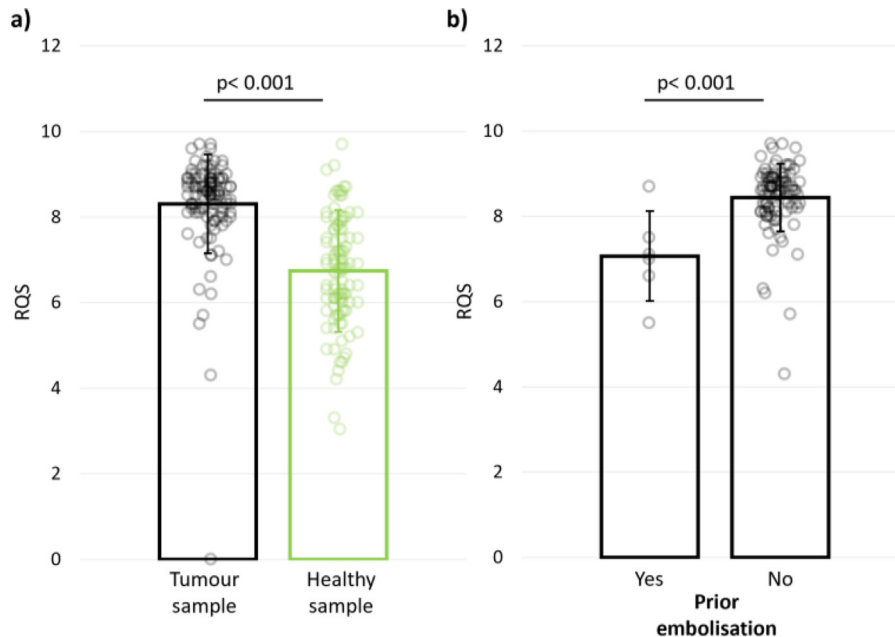 a)
12
10
8
6
4
2
0
RQS
p< 0.001
Tumour
sample
Healthy
sample
b)
12
10
8
6
4
2
0
RQS
p< 0.001
Yes
No
Prior
embolisation